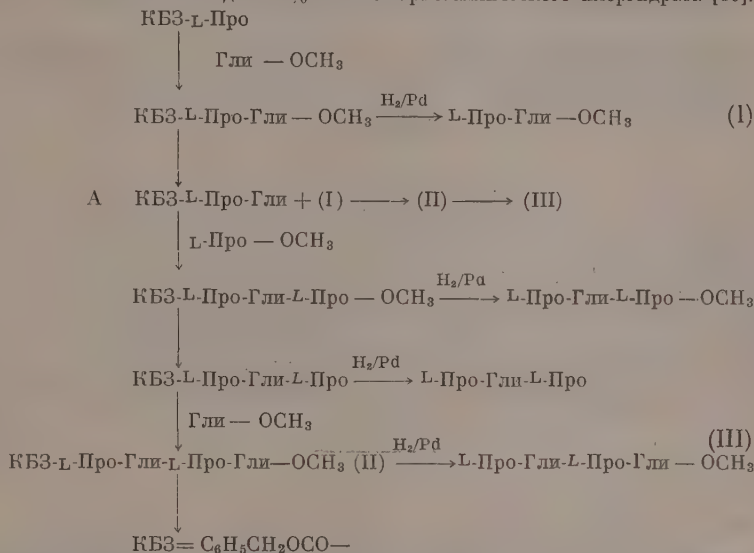 КБЗ-L-Про
Гли — OCH₃
КБЗ-L-Про-Гли — OCH₃ H₂/Pd L-Про-Гли — OCH₃ (I)
A КБЗ-L-Про-Гли + (I) → (II) → (III)
L-Про — OCH₃
КБЗ-L-Про-Гли-L-Про — OCH₃ H₂/Pd L-Про-Гли-L-Про — OCH₃
КБЗ-L-Про-Гли-L-Про H₂/Pd L-Про-Гли-L-Про
Гли — OCH₃
(III)
КБЗ-L-Про-Гли-L-Про-Гли—OCH₃ (II) H₂/Pd L-Про-Гли-L-Про-Гли — OCH₃
КБЗ= C₆H₅CH₂OCO—